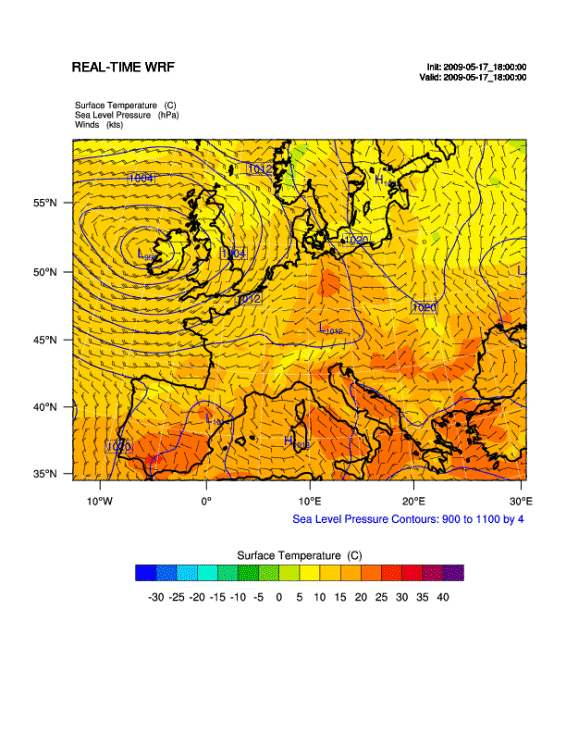 REAL-TIME WRF
Init: 2009-05-17_18:00:00
Valid: 2009-05-17_18:00:00
Surface Temperature (C)
Sea Level Pressure (hPa)
Winds (kts)
1004
1012
H
55°N
1020
L
1004
50°N
L
1012
1020
L1012
45°N
40°N
L
1020
H
35°N
10°W 0° 10°E 20°E 30°E
Sea Level Pressure Contours: 900 to 1100 by 4
Surface Temperature (C)
-30 -25 -20 -15 -10 -5 0 5 10 15 20 25 30 35 40